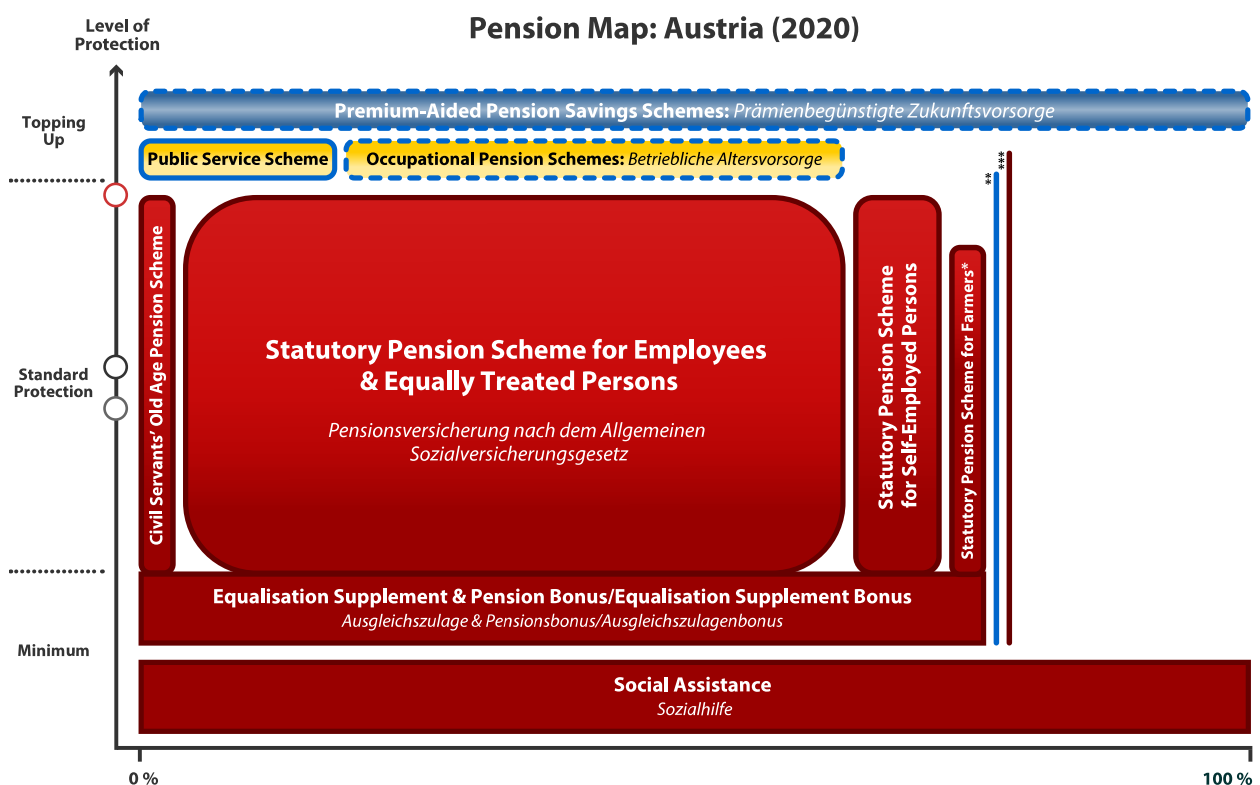 Pension Map: Austria (2020)
Level of
Protection
Topping
Up
Premium-Aided Pension Savings Schemes: Prämienbegünstigte Zukunftsvorsorge
Public Service Scheme
Occupational Pension Schemes: Betriebliche Altersvorsorge
**
***
Standard
Protection
Civil Servants' Old Age Pension Scheme
Statutory Pension Scheme for Employees
& Equally Treated Persons
Pensionsversicherung nach dem Allgemeinen
Sozialversicherungsgesetz
Statutory Pension Scheme
for Self-Employed Persons
Statutory Pension Scheme for Farmers*
Minimum
Equalisation Supplement & Pension Bonus/Equalisation Supplement Bonus
Ausgleichszulage & Pensionsbonus/Ausgleichszulagenbonus
Social Assistance
Sozialhilfe
0 %
100 %